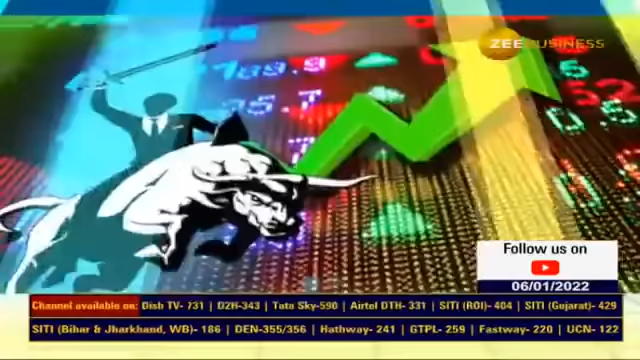 ZEE BUSINESS
Follow us on
06/01/2022
Channel available on: Dish TV- 731 | D2H-343 | Tata Sky-590 | Airtel DTH- 331 | SITI (ROI)- 404 | SITI (Gujarat)- 429
SITI (Bihar & Jharkhand, WB)- 186 | DEN-355/356 | Hathway- 241 | GTPL- 259 | Fastway- 220 | UCN- 122